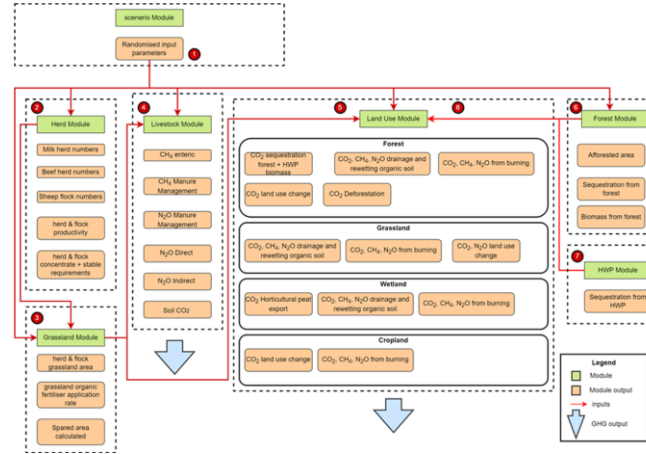 scenerio Module
Randomised input
parameters
1
2
Herd Module
Milk herd numbers
Beef herd numbers
Sheep flock numbers
herd & flock
productivity
herd & flock
concentrate + stable
requirements
3
Grassland Module
herd & flock
grassland area
grassland organic
fertiliser application
rate
Spared area
calculated
4
Livestock Module
CH4 enteric
CH4 Manure
Management
N2O Manure
Management
N2O Direct
N2O Indirect
Soil CO2
5
Land Use Module
8
Forest
CO2 sequestration
forest + HWP
biomass
CO2, CH4, N2O drainage and
rewetting organic soil
CO2, CH4, N2O from burning
CO2 land use change
CO2 Deforestation
Grassland
CO2, CH4, N2O drainage and
rewetting organic soil
CO2, CH4, N2O from burning
CO2, N2O land use
change
Wetland
CO2 Horticultural peat
export
CO2, CH4, N2O drainage and
rewetting organic soil
CO2, CH4, N2O from burning
Cropland
CO2 land use change
CO2, CH4, N2O from burning
6
Forest Module
Afforested area
Sequestration from
forest
Biomass from forest
7
HWP Module
Sequestration from
HWP
Legend
Module
Module output
inputs
GHG output